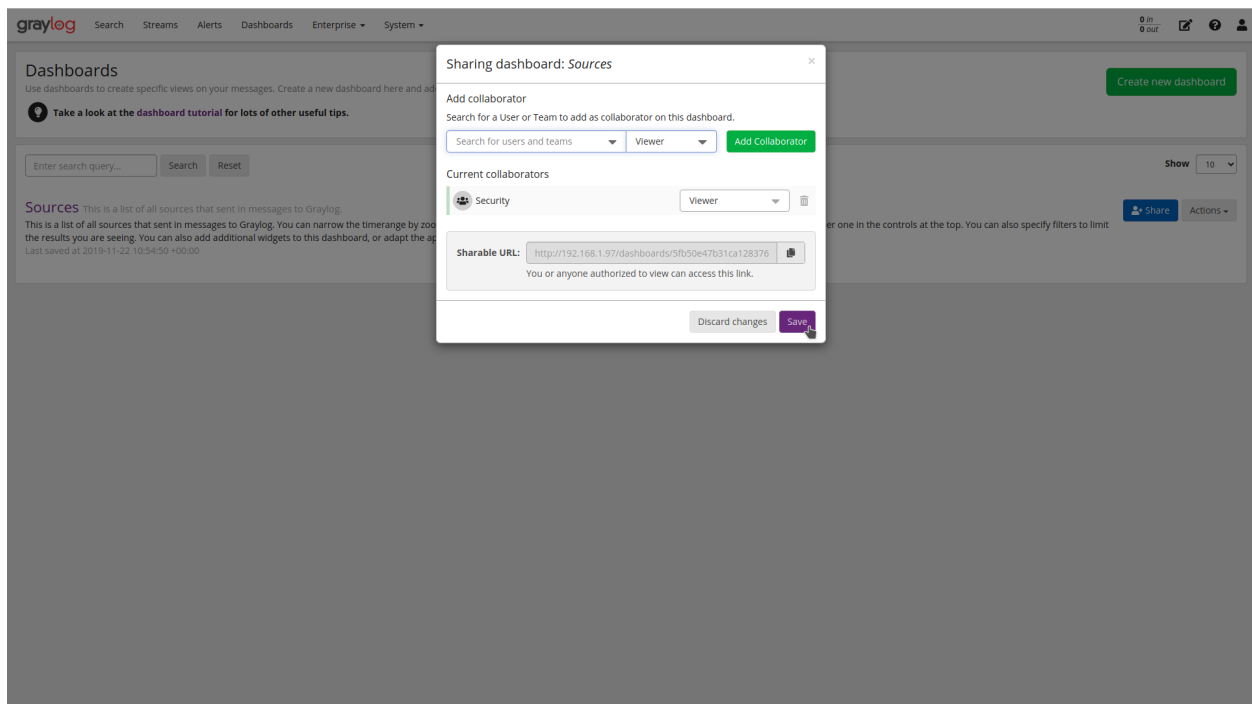 graylog Search Streams Alerts Dashboards Enterprise System 0 in
0 out
Sharing dashboard: Sources ×
Dashboards
Use dashboards to create specific views on your messages. Create a new dashboard here and ad
Create new dashboard
Take a look at the dashboard tutorial for lots of other useful tips.
Add collaborator
Search for a User or Team to add as collaborator on this dashboard.
Search for users and teams Viewer Add Collaborator
Enter search query... Search Reset
Show 10
Current collaborators
Security Viewer
Sources This is a list of all sources that sent in messages to Graylog.
Share Actions
This is a list of all sources that sent in messages to Graylog. You can narrow the timerange by zoo
er one in the controls at the top. You can also specify filters to limit
the results you are seeing. You can also add additional widgets to this dashboard, or adapt the ap
Last saved at 2019-11-22 10:54:50 +00:00
Sharable URL: http://192.168.1.97/dashboards/5fb50e47b31ca128376
You or anyone authorized to view can access this link.
Discard changes Save